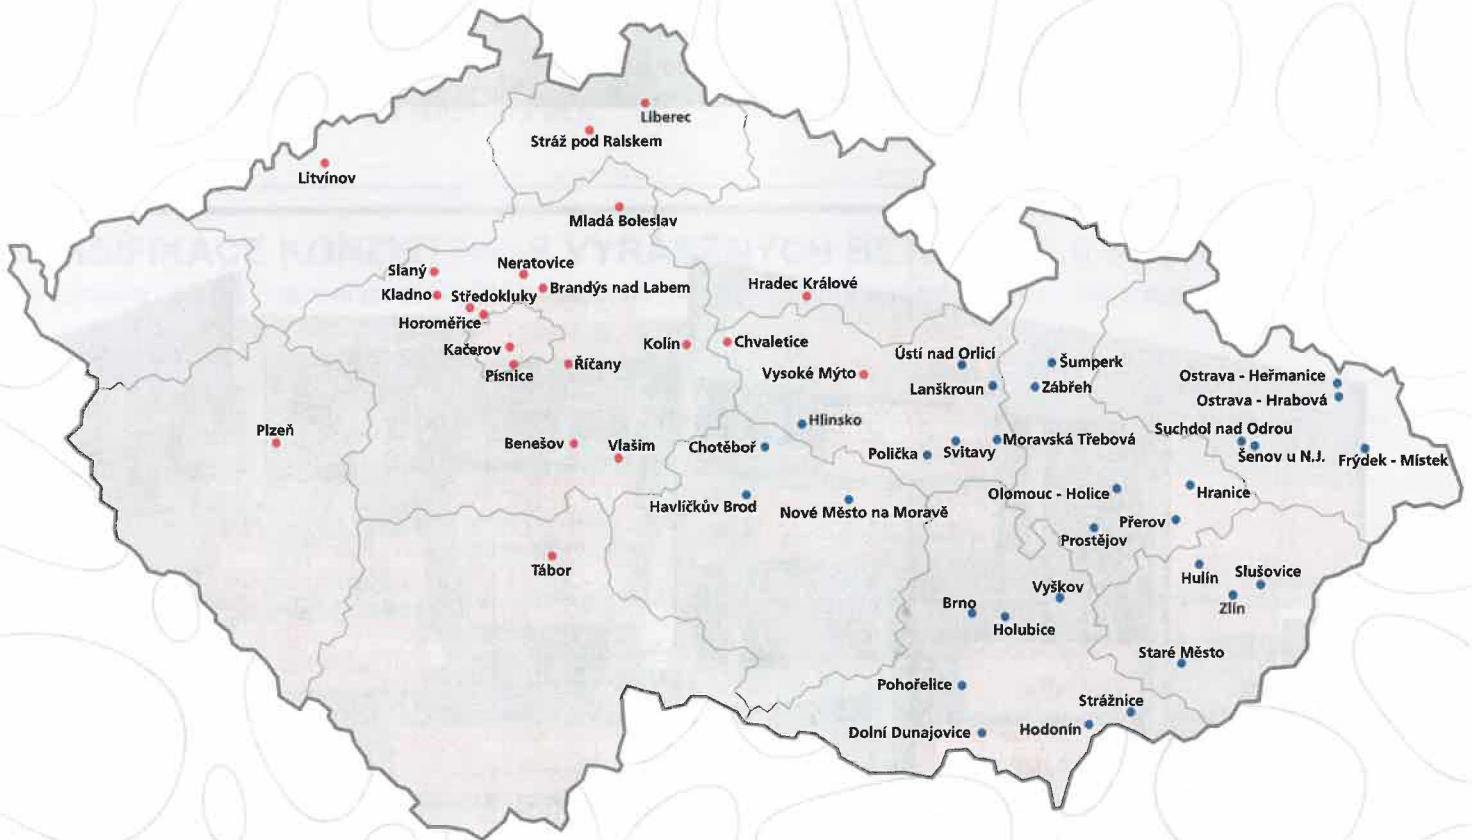 Liberec
Stráž pod Ralskem
Litvínov
Mladá Boleslav
Slaný
Neratovice
Kladno
Středokluky
Brandýs nad Labem
Hradec Králové
Horoměřice
Kačerov
Kolín
Chvaletice
Ústí nad Orlicí
Šumperk
Písnice
Říčany
Vysoké Mýto
Lanškroun
Zábřeh
Ostrava - Heřmanice
Ostrava - Hrabová
Plzeň
Benešov
Vlašim
Chotěboř
Hlinsko
Polička
Svitavy
Moravská Třebová
Suchdol nad Odrou
Šenov u N.J.
Frýdek - Místek
Havlíčkův Brod
Nové Město na Moravě
Olomouc - Holice
Hranice
Přerov
Prostějov
Tábor
Hulín
Slušovice
Vyškov
Zlín
Brno
Holubice
Staré Město
Pohořelice
Strážnice
Dolní Dunajovice
Hodonín